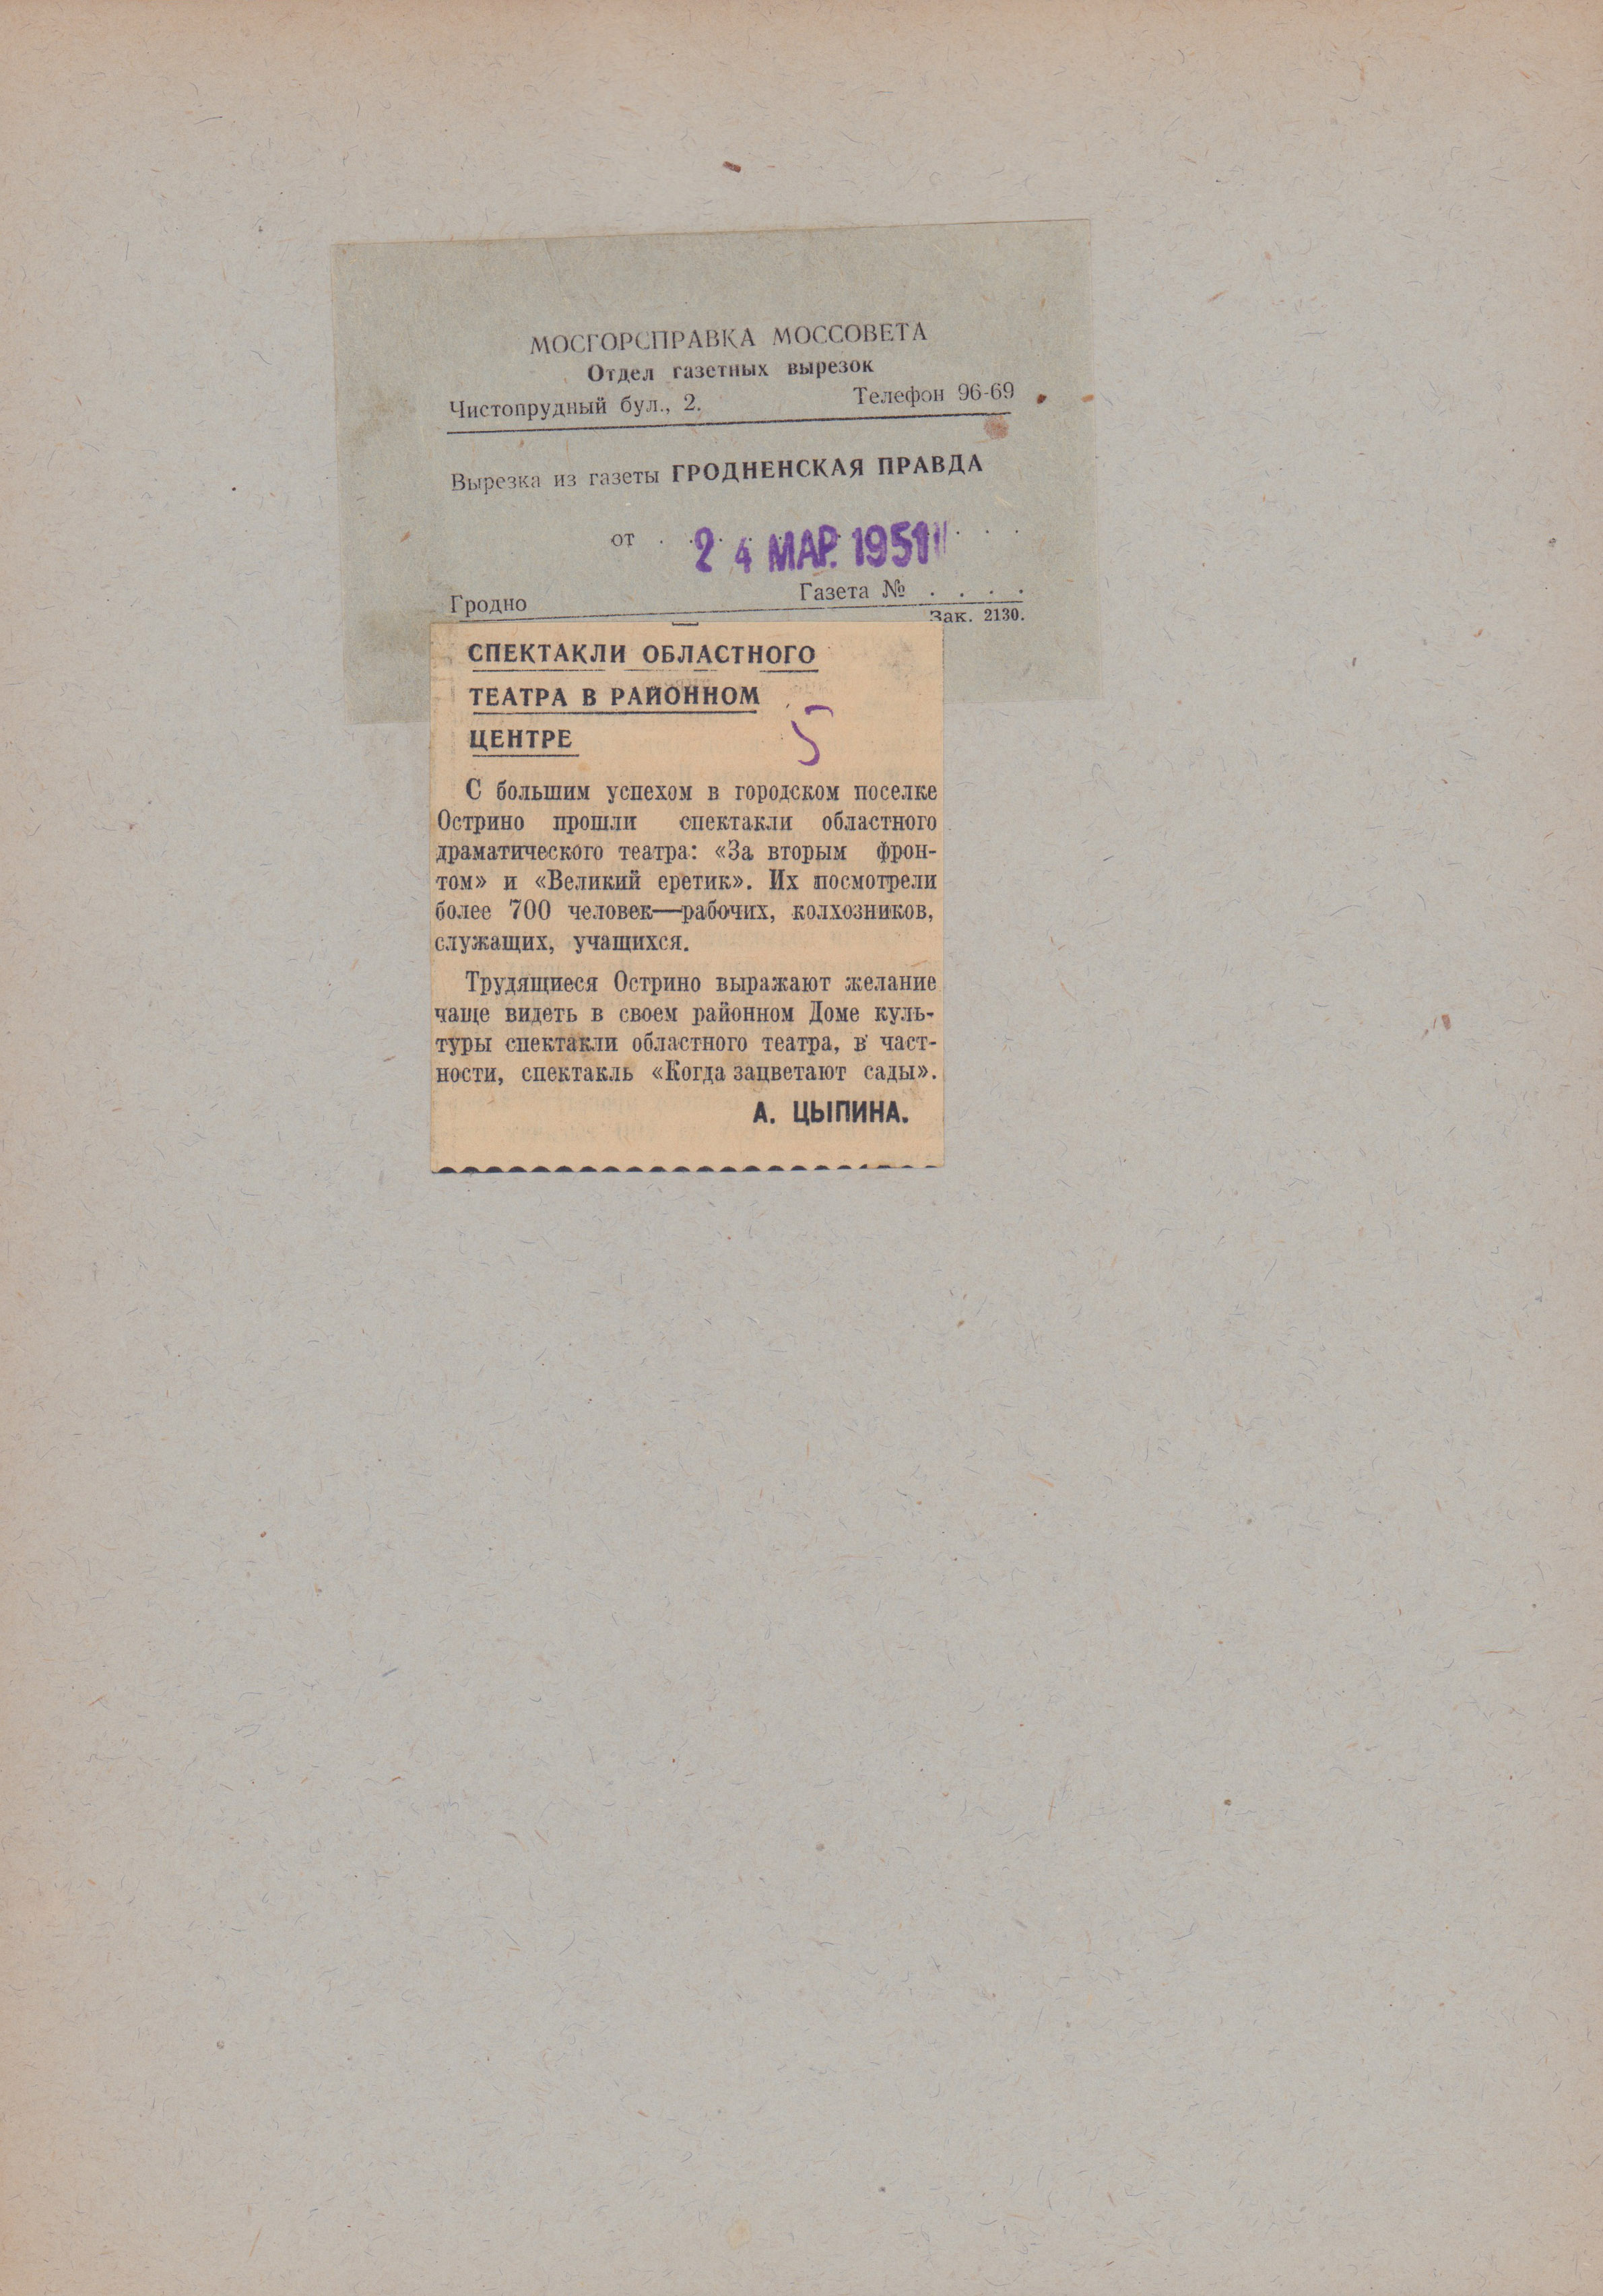 МОСГОРСПРАВКА МОССОВЕТА
Отдел газетных вырезок
Чистопрудный бул., 2. Телефон 96-69
Вырезка из газеты ГРОДНЕНСКАЯ ПРАВДА
от . . . 24 МАР. 1951 . . .
Гродно Газета № . . . .
Зак. 2130.
СПЕКТАКЛИ ОБЛАСТНОГО
ТЕАТРА В РАЙОННОМ
ЦЕНТРЕ
5
С большим успехом в городском поселке
Острино прошли спектакли областного
драматического театра: «За вторым фрон-
том» и «Великий еретик». Их посмотрели
более 700 человек—рабочих, колхозников,
служащих, учащихся.
Трудящиеся Острино выражают желание
чаще видеть в своем районном Доме куль-
туры спектакли областного театра, в част-
ности, спектакль «Когда зацветают сады».
А. ЦЫПИНА.